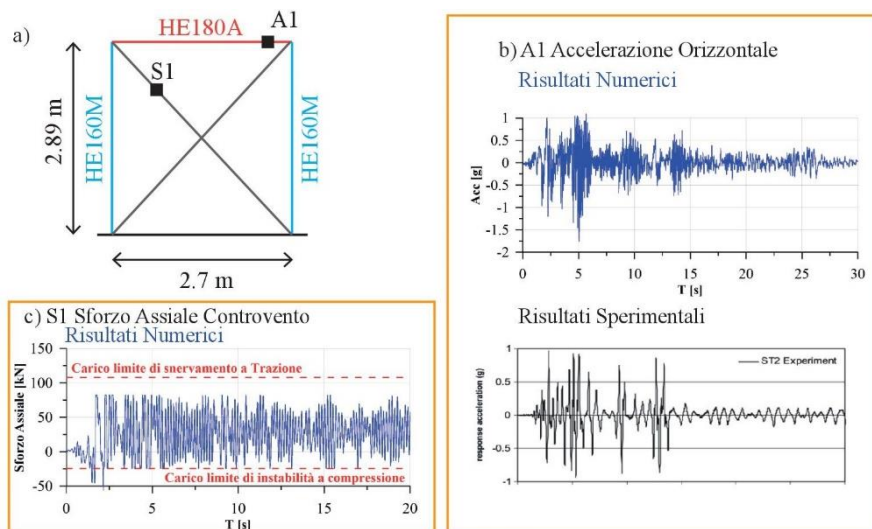 a)
HE180A
A1
S1
2.89 m
HE160M
HE160M
2.7 m
b) A1 Accelerazione Orizzontale
Risultati Numerici
1
0.5
0
-0.5
-1
-1.5
-2
Acc [g]
0 5 10 15 20 25 30
T [s]
Risultati Sperimentali
ST2 Experiment
1
0.5
0
-0.5
-1
response acceleration (g)
c) S1 Sforzo Assiale Controvento
Risultati Numerici
150
100
50
0
-50
Sforzo Assiale [kN]
Carico limite di snervamento a Trazione
Carico limite di instabilità a compressione
0 5 10 15 20
T [s]